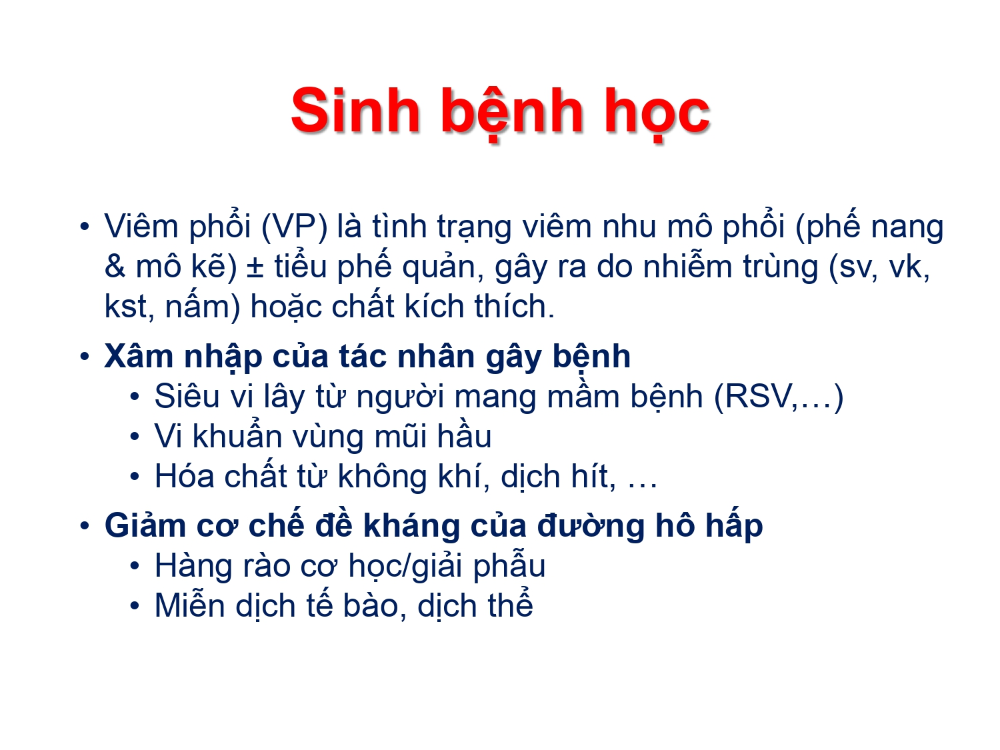 Sinh bệnh học
• Viêm phổi (VP) là tình trạng viêm nhu mô phổi (phế nang
& mô kẽ) ± tiểu phế quản, gây ra do nhiễm trùng (sv, vk,
kst, nấm) hoặc chất kích thích.
• Xâm nhập của tác nhân gây bệnh
• Siêu vi lây từ người mang mầm bệnh (RSV,…)
• Vi khuẩn vùng mũi hầu
• Hóa chất từ không khí, dịch hít, …
• Giảm cơ chế đề kháng của đường hô hấp
• Hàng rào cơ học/giải phẫu
• Miễn dịch tế bào, dịch thể